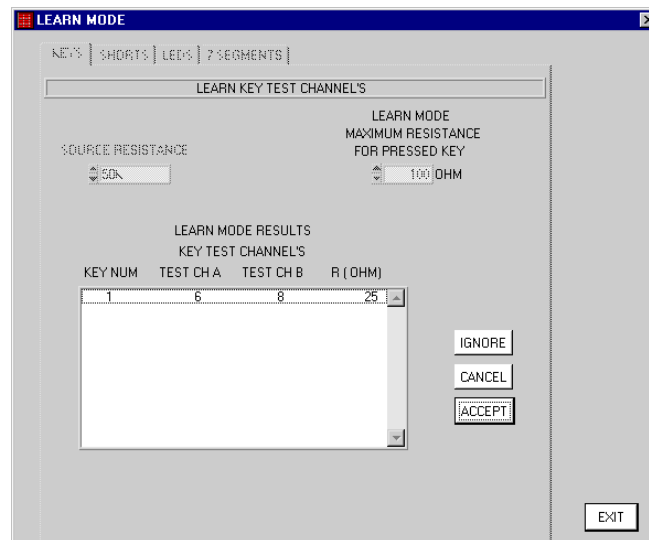 LEARN MODE
KEYS SHORTS LEDS 7 SEGMENTS
LEARN KEY TEST CHANNEL'S
LEARN MODE
MAXIMUM RESISTANCE
FOR PRESSED KEY
SOURCE RESISTANCE
50K
100 OHM
LEARN MODE RESULTS
KEY TEST CHANNEL'S
KEY NUM TEST CH A TEST CH B R ( OHM)
1 6 8 25
IGNORE
CANCEL
ACCEPT
EXIT